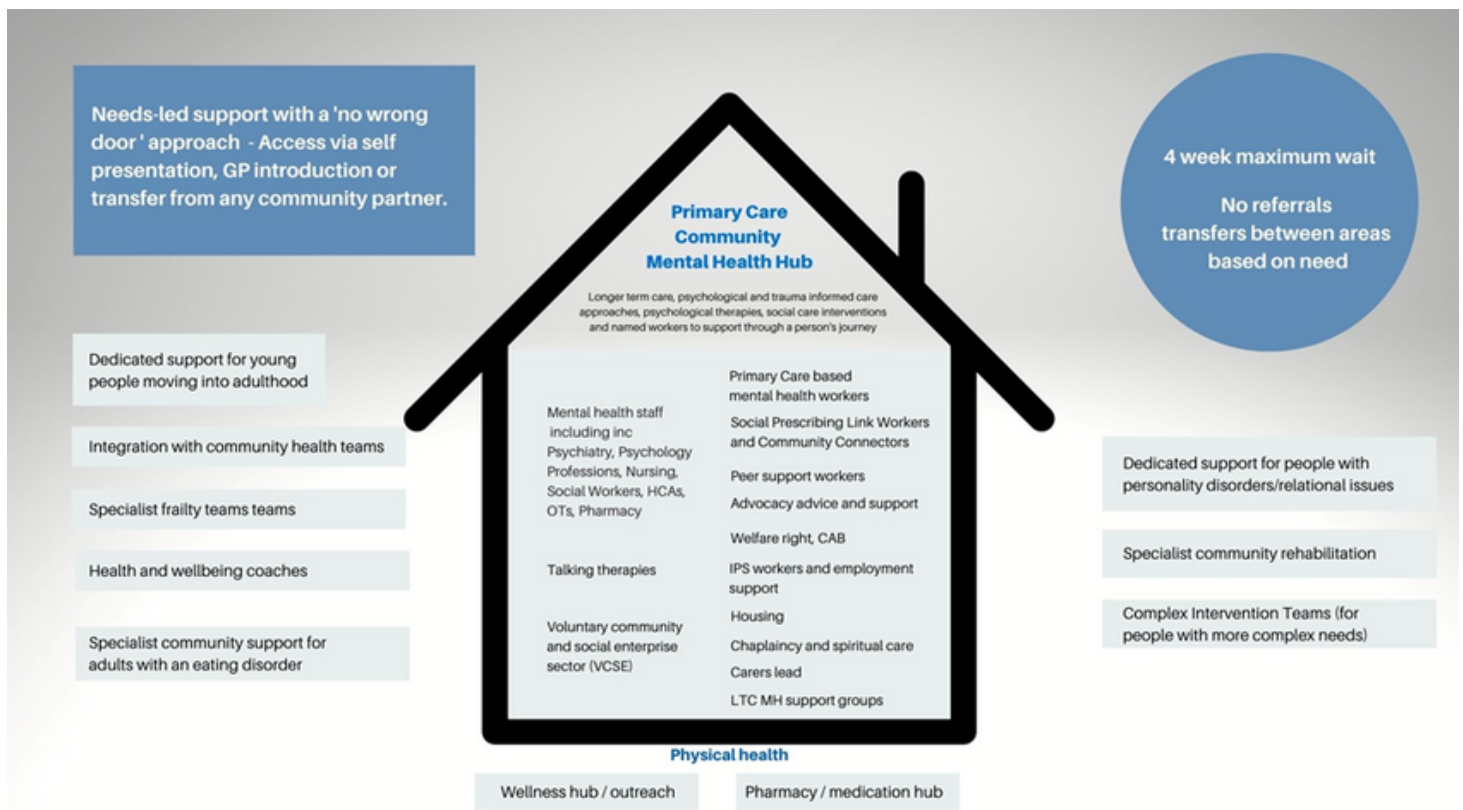 Needs-led support with a 'no wrong
door ' approach - Access via self
presentation, GP introduction or
transfer from any community partner.
4 week maximum wait
No referrals
transfers between areas
based on need
Primary Care
Community
Mental Health Hub
Longer term care, psychological and trauma informed care
approaches, psychological therapies, social care interventions
and named workers to support through a person's journey
Dedicated support for young
people moving into adulthood
Integration with community health teams
Specialist frailty teams teams
Health and wellbeing coaches
Specialist community support for
adults with an eating disorder
Mental health staff
including inc
Psychiatry, Psychology
Professions, Nursing,
Social Workers, HCAs,
OTs, Pharmacy
Talking therapies
Voluntary community
and social enterprise
sector (VCSE)
Primary Care based
mental health workers
Social Prescribing Link Workers
and Community Connectors
Peer support workers
Advocacy advice and support
Welfare right, CAB
IPS workers and employment
support
Housing
Chaplaincy and spiritual care
Carers lead
LTC MH support groups
Dedicated support for people with
personality disorders/relational issues
Specialist community rehabilitation
Complex Intervention Teams (for
people with more complex needs)
Physical health
Wellness hub / outreach
Pharmacy / medication hub